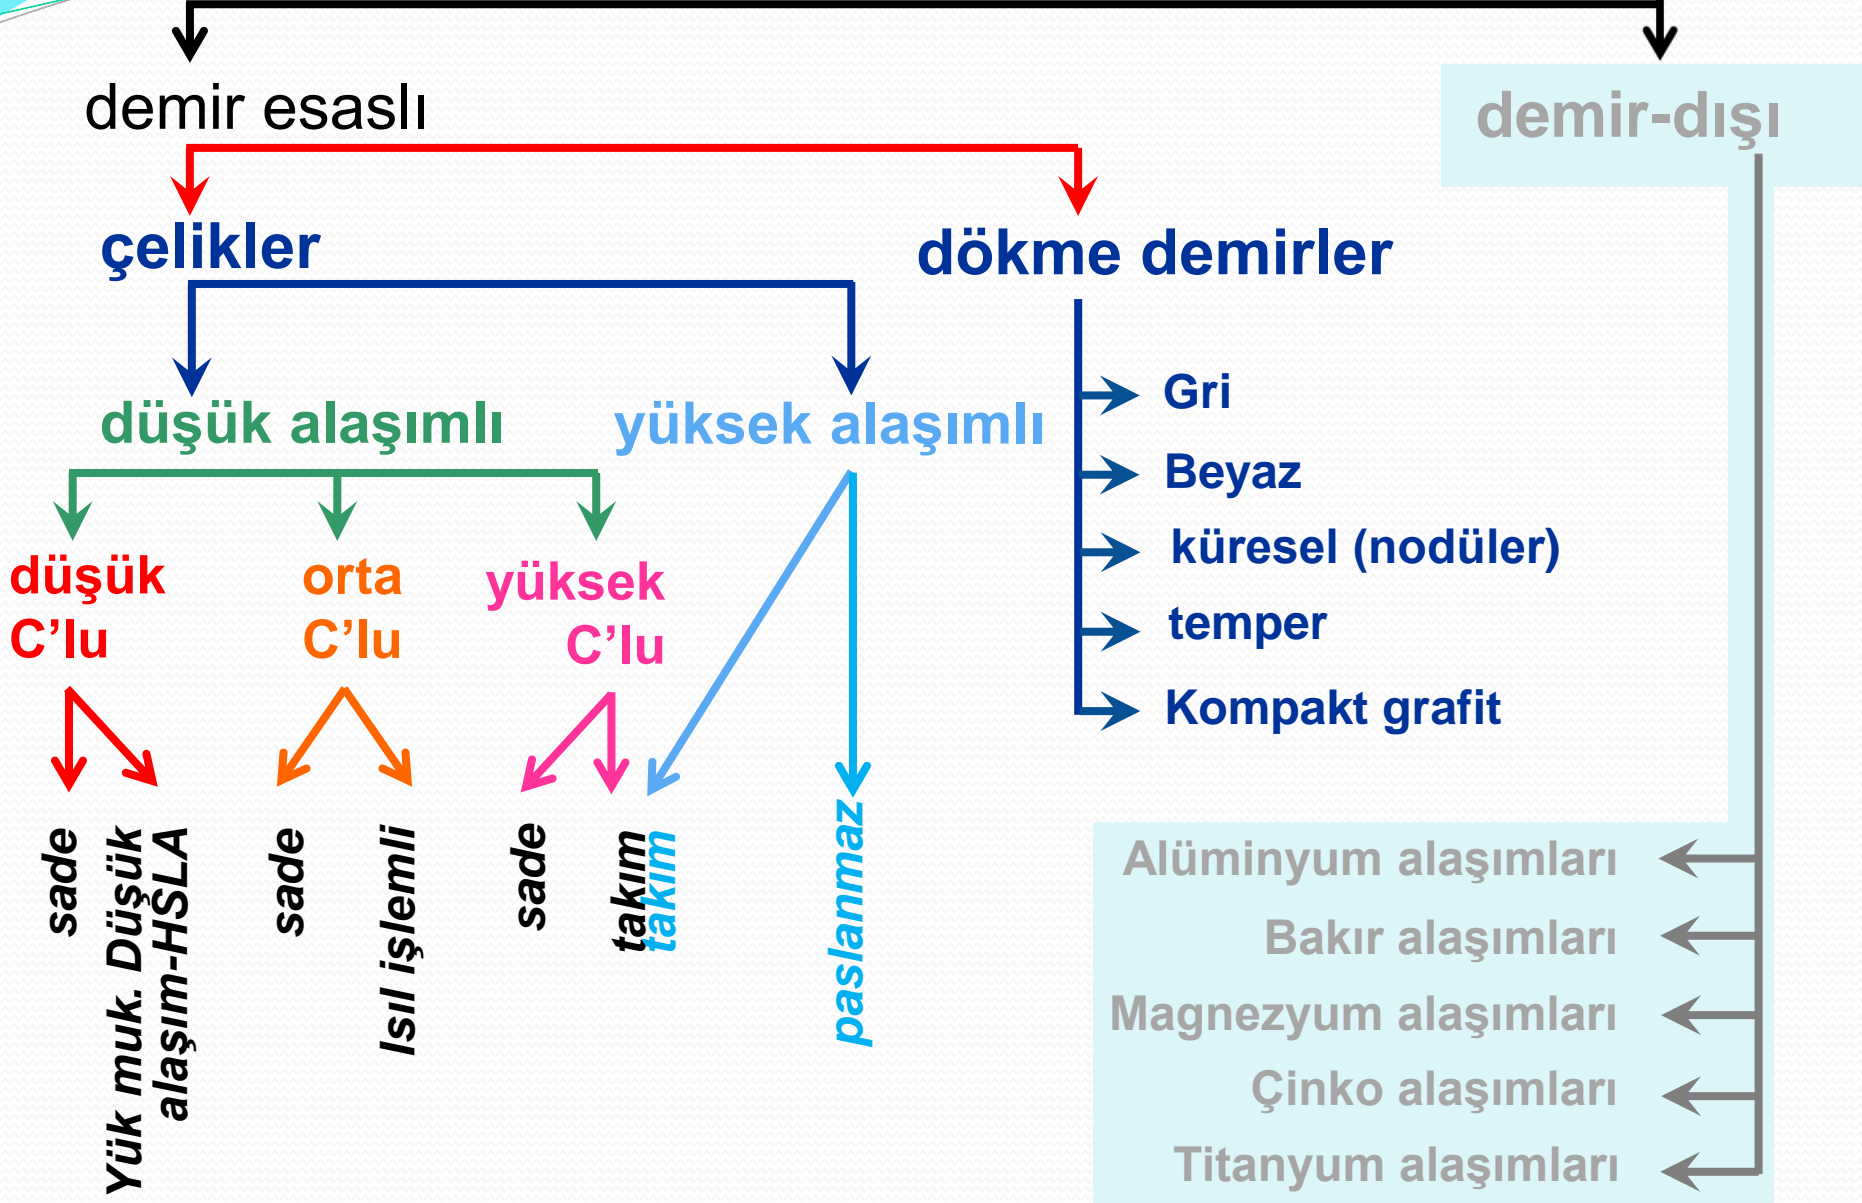 demir esaslı
demir-dışı
çelikler
dökme demirler
düşük alaşımlı
yüksek alaşımlı
Gri
Beyaz
küresel (nodüler)
temper
Kompakt grafit
düşük
C’lu
orta
C’lu
yüksek
C’lu
sade
Yük muk. Düşük
alaşım-HSLA
sade
Isıl işlemli
sade
takım
takım
paslanmaz
Alüminyum alaşımları
Bakır alaşımları
Magnezyum alaşımları
Çinko alaşımları
Titanyum alaşımları